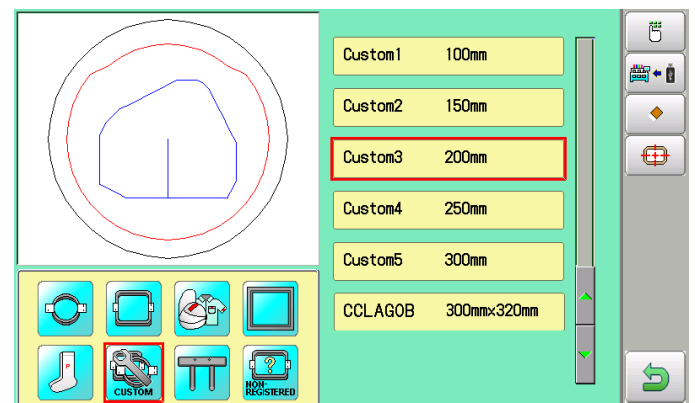 Custom1 100mm
Custom2 150mm
Custom3 200mm
Custom4 250mm
Custom5 300mm
CCLAGOB 300mm×320mm
P
?
CUSTOM
NON-
REGISTERED